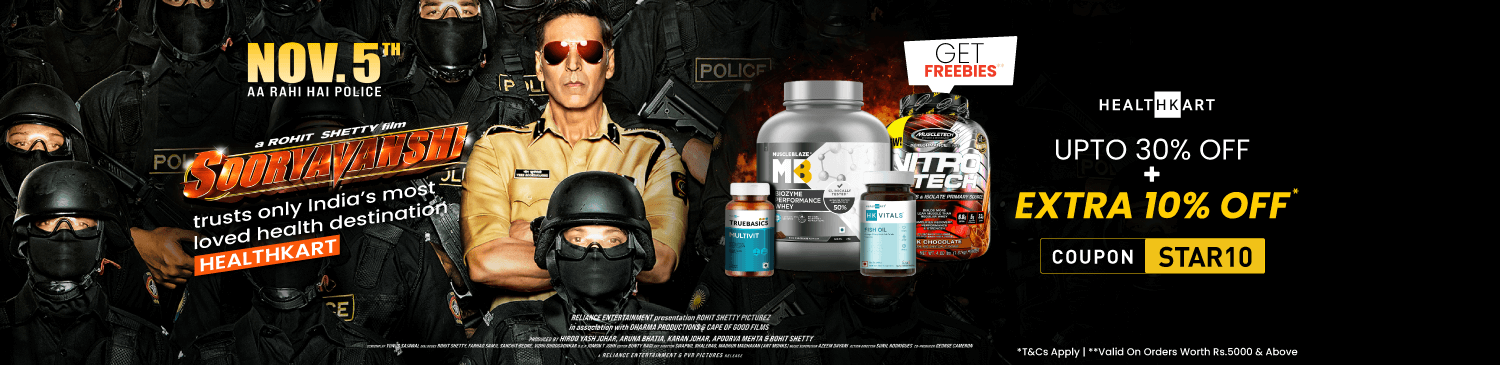 NOV. 5TH
AA RAHI HAI POLICE
a ROHIT SHETTY film
SOORYAVANSHI
trusts only India's most
loved health destination
HEALTHKART
POLICE
GET
FREEBIES**
MUSCLEBLAZE
MB
BIOZYME
PERFORMANCE
WHEY
CLINICALLY
TESTED
50%
TRUEBASICS
MULTIVIT
HK VITALS
FISH OIL
MUSCLETECH
NITRO
TECH
HEALTHKART
UPTO 30% OFF
+
EXTRA 10% OFF*
COUPON STAR10
RELIANCE ENTERTAINMENT presentation ROHIT SHETTY PICTUREZ
in association with DHARMA PRODUCTIONS & CAPE OF GOOD FILMS
PRODUCED BY HIROO YASH JOHAR, ARUNA BHATIA, KARAN JOHAR, APOORVA MEHTA & ROHIT SHETTY
A RELIANCE ENTERTAINMENT & PVR PICTURES RELEASE
*T&Cs Apply | **Valid On Orders Worth Rs.5000 & Above